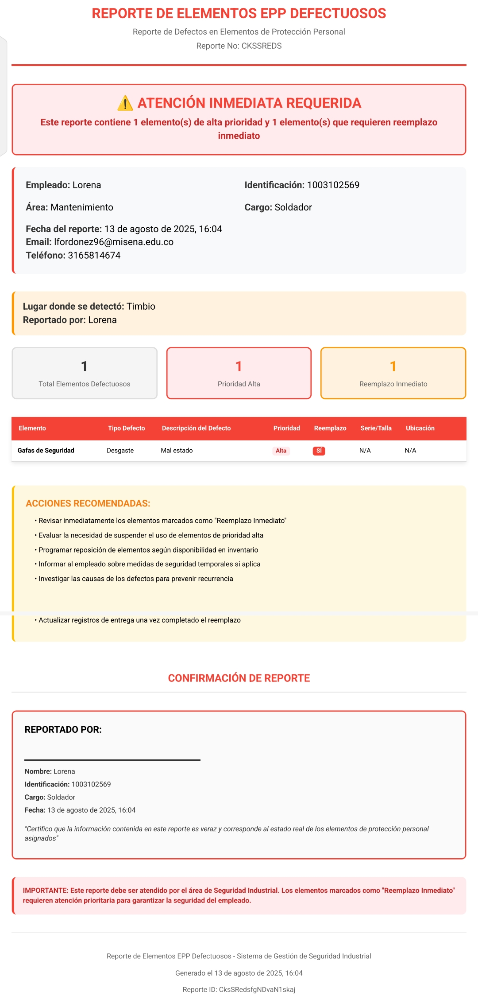 REPORTE DE ELEMENTOS EPP DEFECTUOSOS
Reporte de Defectos en Elementos de Protección Personal
Reporte No: CKSSREDS
⚠️ ATENCIÓN INMEDIATA REQUERIDA
Este reporte contiene 1 elemento(s) de alta prioridad y 1 elemento(s) que requieren reemplazo
inmediato
Empleado: Lorena Identificación: 1003102569
Área: Mantenimiento Cargo: Soldador
Fecha del reporte: 13 de agosto de 2025, 16:04
Email: lfordonez96@misena.edu.co
Teléfono: 3165814674
Lugar donde se detectó: Timbio
Reportado por: Lorena
1 1 1
Total Elementos Defectuosos Prioridad Alta Reemplazo Inmediato
Elemento Tipo Defecto Descripción del Defecto Prioridad Reemplazo Serie/Talla Ubicación
Gafas de Seguridad Desgaste Mal estado Alta SÍ N/A N/A
ACCIONES RECOMENDADAS:
• Revisar inmediatamente los elementos marcados como "Reemplazo Inmediato"
• Evaluar la necesidad de suspender el uso de elementos de prioridad alta
• Programar reposición de elementos según disponibilidad en inventario
• Informar al empleado sobre medidas de seguridad temporales si aplica
• Investigar las causas de los defectos para prevenir recurrencia
• Actualizar registros de entrega una vez completado el reemplazo
CONFIRMACIÓN DE REPORTE
REPORTADO POR:
Nombre: Lorena
Identificación: 1003102569
Cargo: Soldador
Fecha: 13 de agosto de 2025, 16:04
"Certifico que la información contenida en este reporte es veraz y corresponde al estado real de los elementos de protección personal
asignados"
IMPORTANTE: Este reporte debe ser atendido por el área de Seguridad Industrial. Los elementos marcados como "Reemplazo Inmediato"
requieren atención prioritaria para garantizar la seguridad del empleado.
Reporte de Elementos EPP Defectuosos - Sistema de Gestión de Seguridad Industrial
Generado el 13 de agosto de 2025, 16:04
Reporte ID: CksSRedsfgNDvaN1skaj